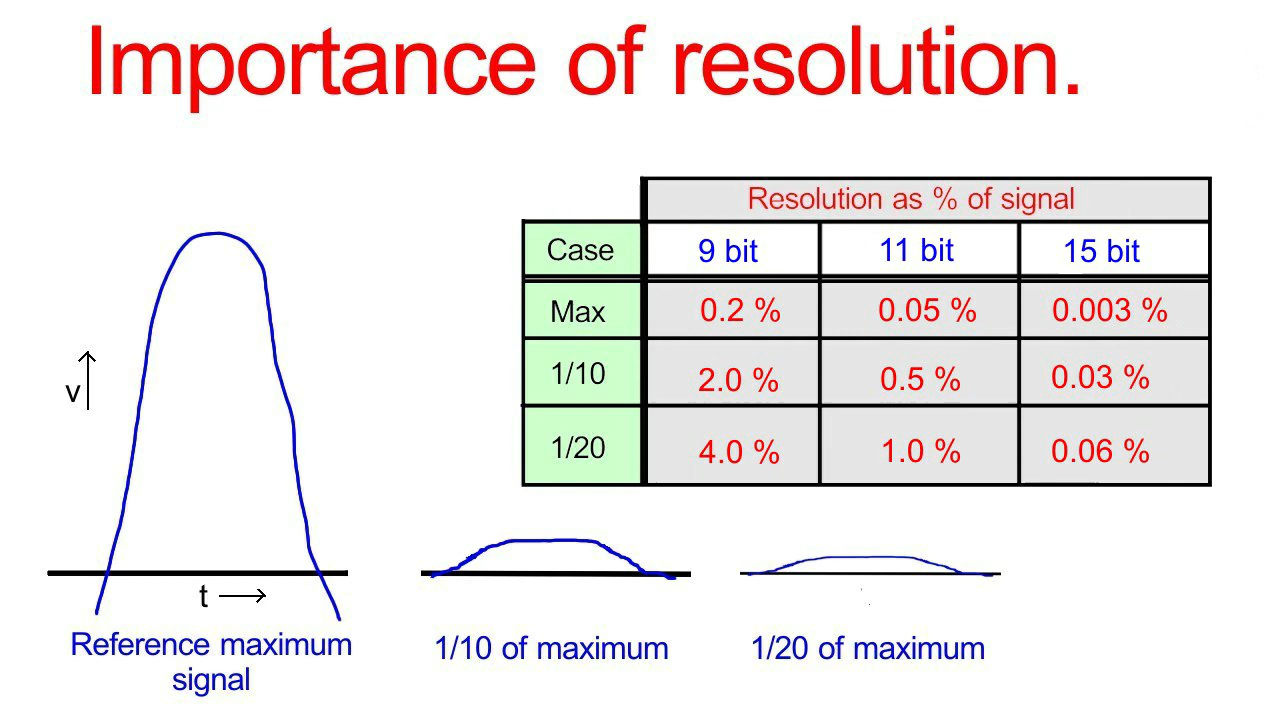 Importance of resolution.
Resolution as % of signal
Case 9 bit 11 bit 15 bit
Max 0.2 % 0.05 % 0.003 %
1/10 2.0 % 0.5 % 0.03 %
1/20 4.0 % 1.0 % 0.06 %
v
t
Reference maximum
signal
1/10 of maximum
1/20 of maximum